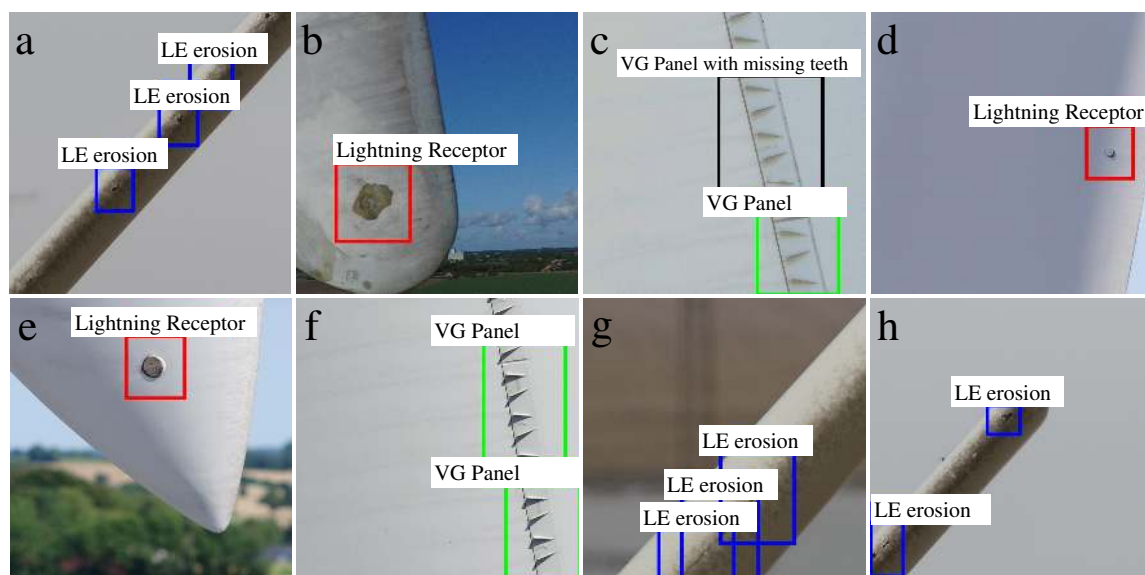 a
LE erosion
LE erosion
LE erosion
b
Lightning Receptor
c
VG Panel with missing teeth
VG Panel
d
Lightning Receptor
e
Lightning Receptor
f
VG Panel
VG Panel
g
LE erosion
LE erosion
LE erosion
h
LE erosion
LE erosion